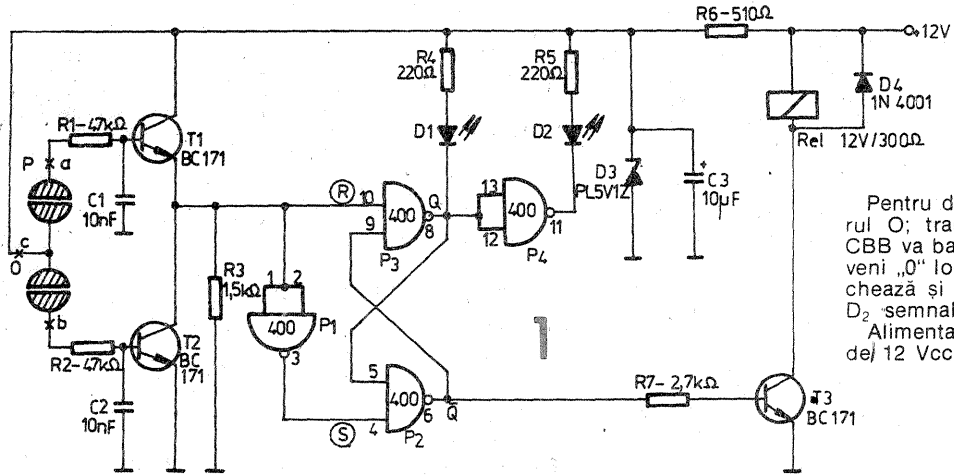 R6-510Ω
12V
R4
220Ω
R5
220Ω
D4
1N 4001
R1-47kΩ
T1
BC171
D1
D2
Rel 12V/300Ω
P
a
C1
10nF
D3
PL5V1Z
+
C3
10µF
R
10
9
400
8
Q
P3
13
12
400
11
P4
c
O
b
R3
1,5kΩ
1
2
400
3
P1
1
T2
BC
171
R2-47kΩ
C2
10nF
5
4
400
6
Q̅
P2
S
R7-2,7kΩ
T3
BC171
Pentru d
rul O; tra
CBB va ba
veni „0" lo
chează și
D₂ semnal
Alimenta
de 12 Vcc